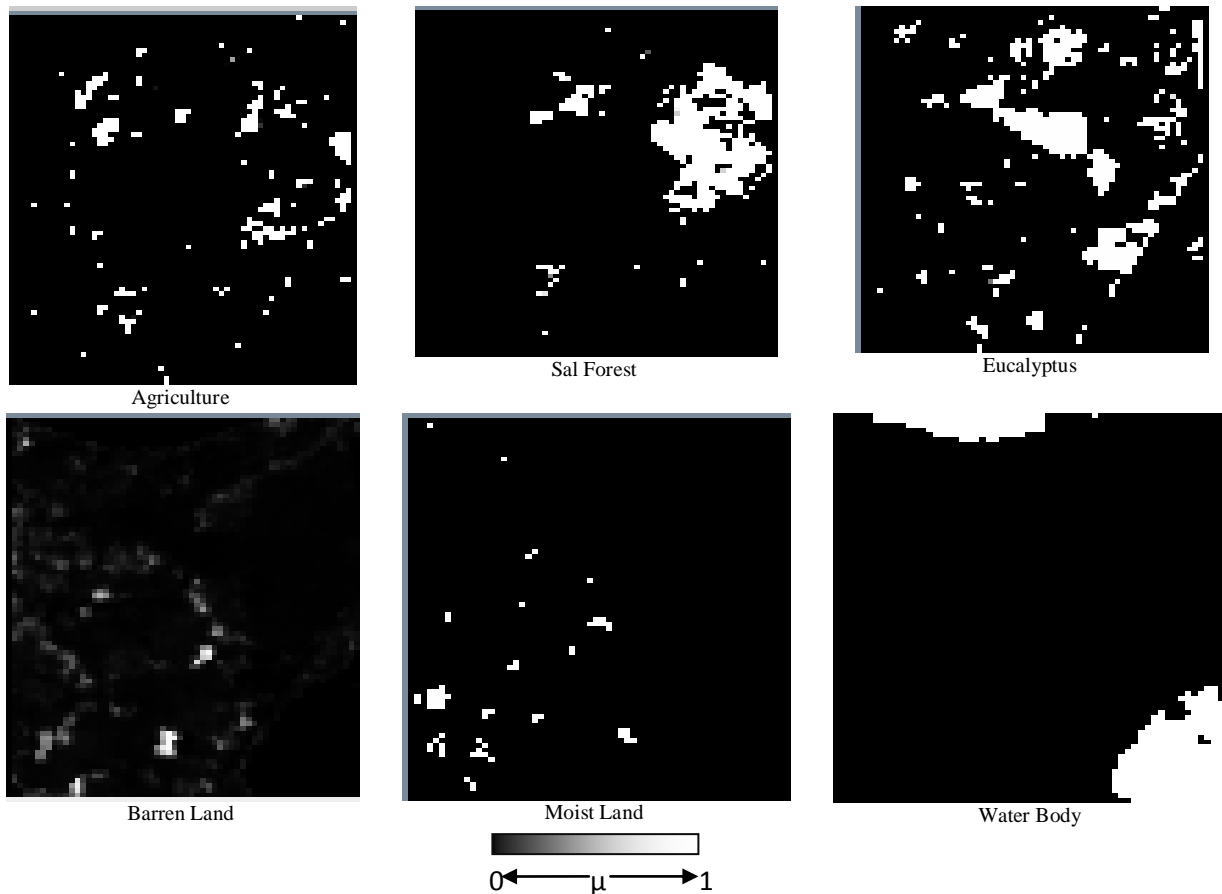 Agriculture
Sal Forest
Eucalyptus
Barren Land
Moist Land
Water Body
0 μ 1